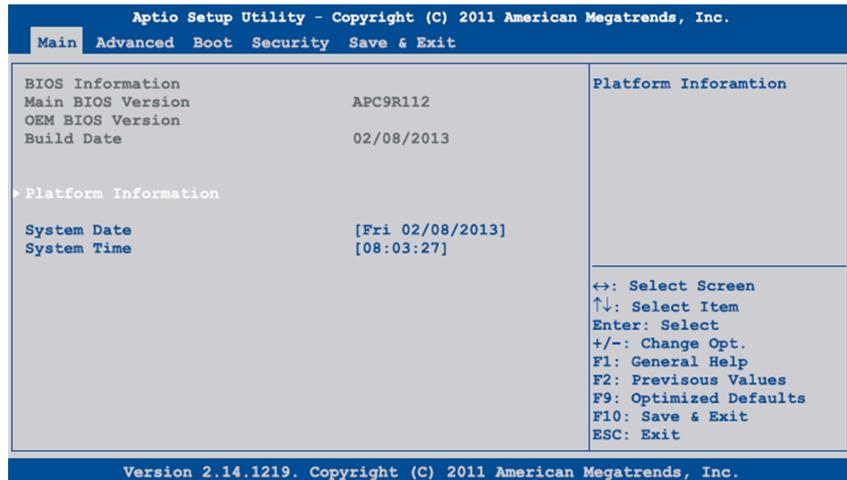 Aptio Setup Utility - Copyright (C) 2011 American Megatrends, Inc.
Main Advanced Boot Security Save & Exit
BIOS Information
Main BIOS Version APC9R112
OEM BIOS Version
Build Date 02/08/2013
Platform Information
System Date [Fri 02/08/2013]
System Time [08:03:27]
Platform Inforamtion
↔: Select Screen
↑↓: Select Item
Enter: Select
+/-: Change Opt.
F1: General Help
F2: Previsous Values
F9: Optimized Defaults
F10: Save & Exit
ESC: Exit
Version 2.14.1219. Copyright (C) 2011 American Megatrends, Inc.